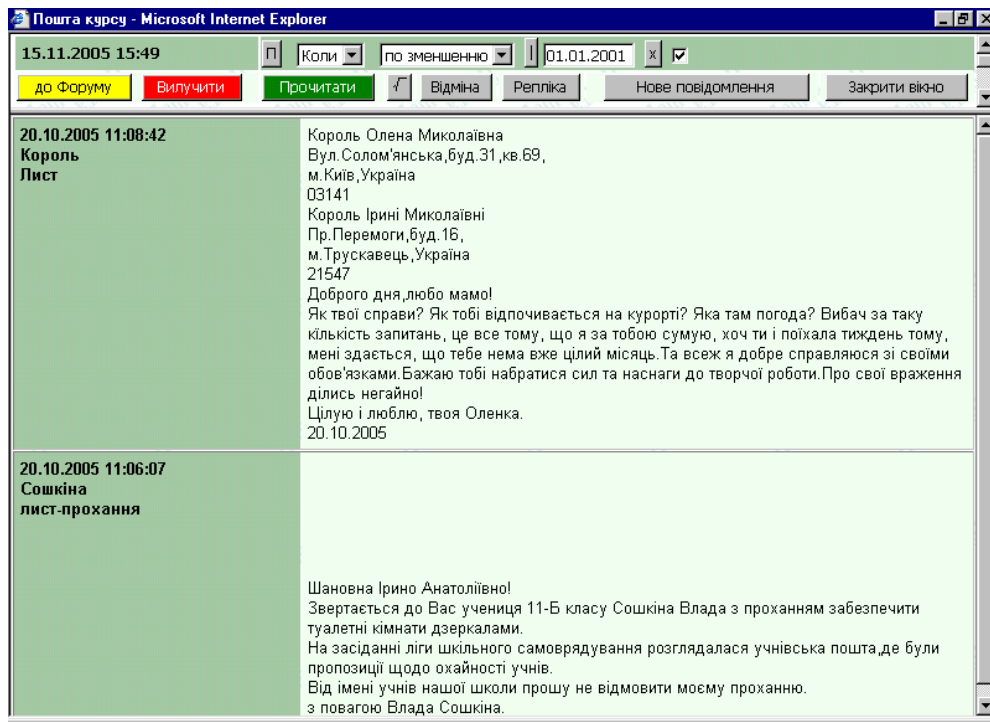 Пошта курсу - Microsoft Internet Explorer
15.11.2005 15:49 П Коли по зменшенню І 01.01.2001 x
до Форуму Вилучити Прочитати √ Відміна Репліка Нове повідомлення Закрити вікно
20.10.2005 11:08:42
Король
Лист
Король Олена Миколаївна
Вул.Солом'янська,буд.31,кв.69,
м.Київ,Україна
03141
Король Ірині Миколаївні
Пр.Перемоги,буд.16,
м.Трускавець,Україна
21547
Доброго дня,любо мамо!
Як твої справи? Як тобі відпочивається на курорті? Яка там погода? Вибач за таку
кількість запитань, це все тому, що я за тобою сумую, хоч ти і поїхала тиждень тому,
мені здається, що тебе нема вже цілий місяць.Та всеж я добре справляюся зі своїми
обов'язками.Бажаю тобі набратися сил та наснаги до творчої роботи.Про свої враження
ділись негайно!
Цілую і люблю, твоя Оленка.
20.10.2005
20.10.2005 11:06:07
Сошкіна
лист-прохання
Шановна Ірино Анатоліївно!
Звертається до Вас учениця 11-Б класу Сошкіна Влада з проханням забезпечити
туалетні кімнати дзеркалами.
На засіданні ліги шкільного самоврядування розглядалася учнівська пошта,де були
пропозиції щодо охайності учнів.
Від імені учнів нашої школи прошу не відмовити моєму проханню.
з повагою Влада Сошкіна.